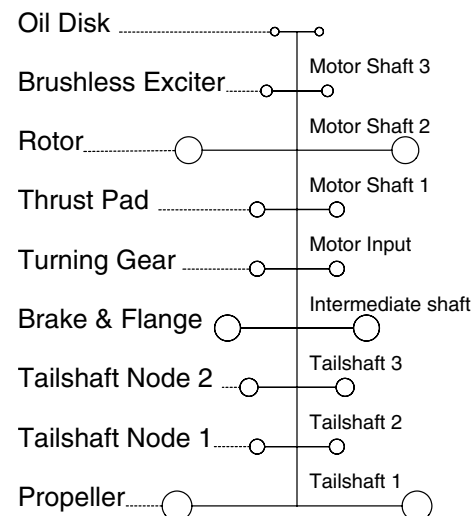 Oil Disk
Motor Shaft 3
Brushless Exciter
Motor Shaft 2
Rotor
Motor Shaft 1
Thrust Pad
Motor Input
Turning Gear
Intermediate shaft
Brake & Flange
Tailshaft 3
Tailshaft Node 2
Tailshaft 2
Tailshaft Node 1
Tailshaft 1
Propeller